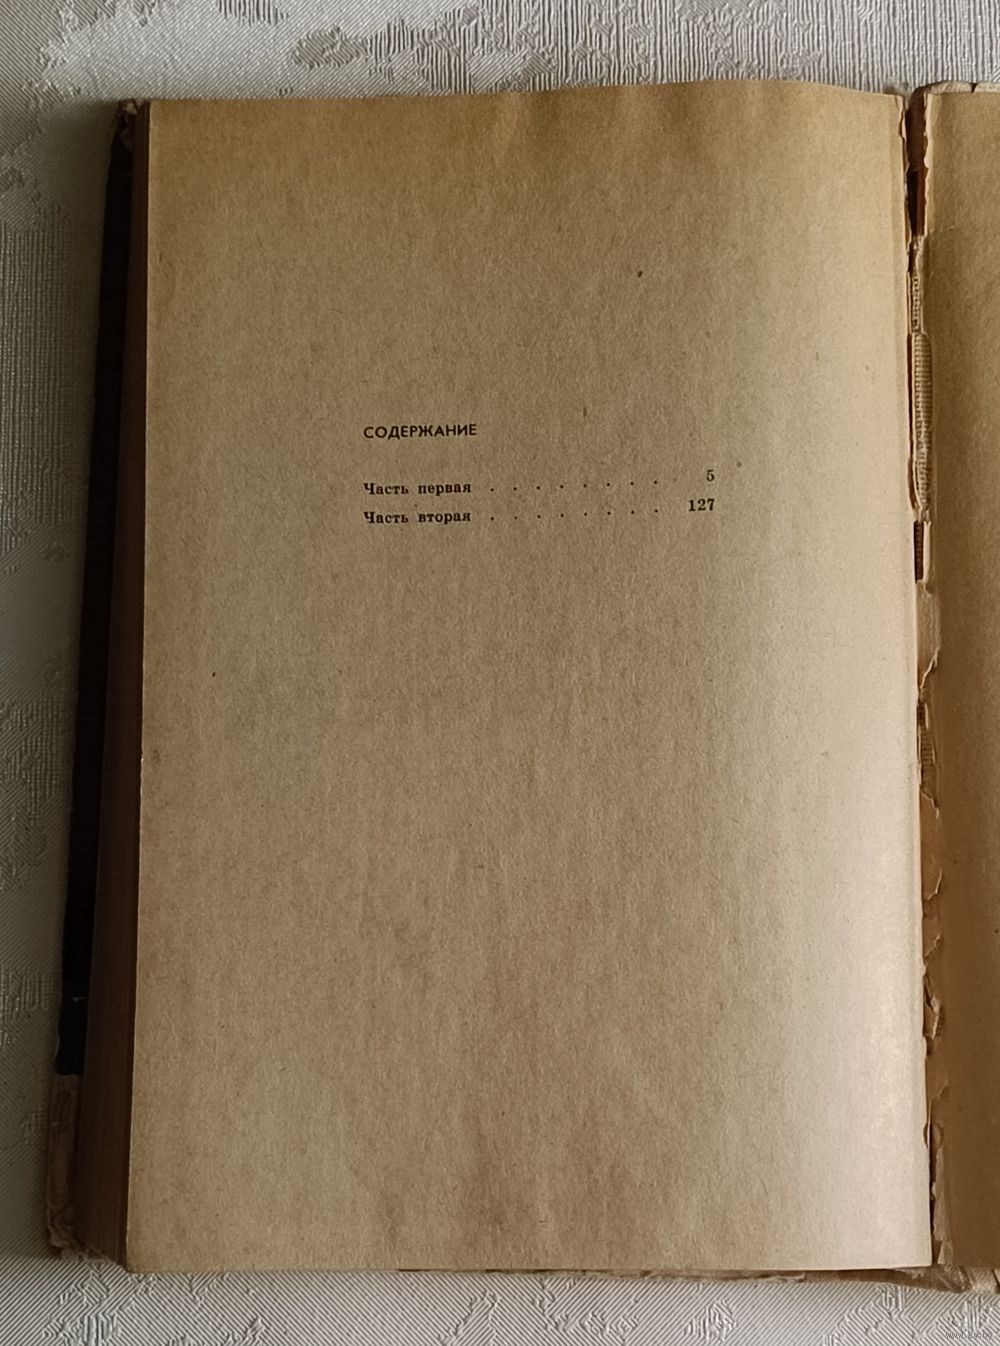 СОДЕРЖАНИЕ
Часть первая . . . . . . . . 5
Часть вторая . . . . . . . . 127